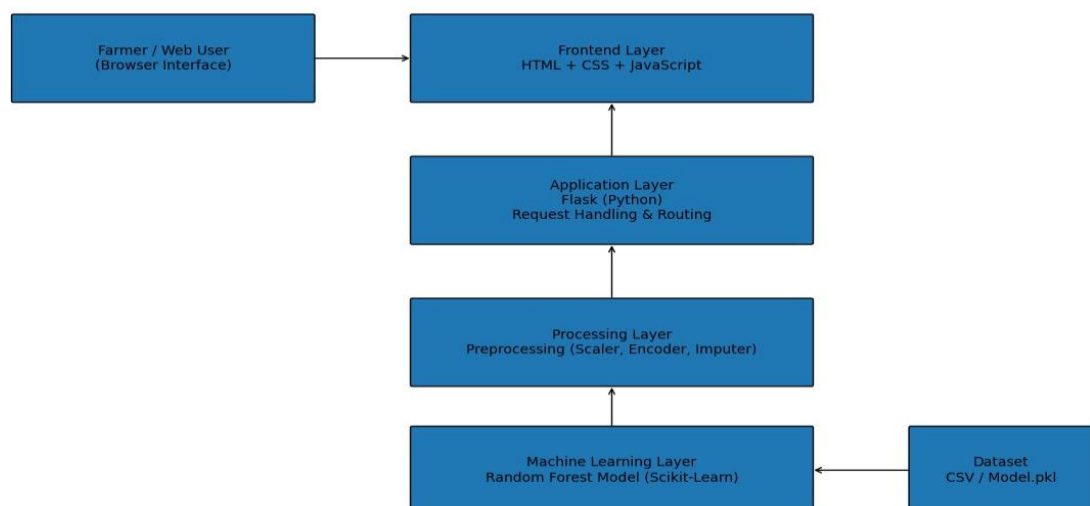 Farmer / Web User
(Browser Interface)
Frontend Layer
HTML + CSS + JavaScript
Application Layer
Flask (Python)
Request Handling & Routing
Processing Layer
Preprocessing (Scaler, Encoder, Imputer)
Machine Learning Layer
Random Forest Model (Scikit-Learn)
Dataset
CSV / Model.pkl